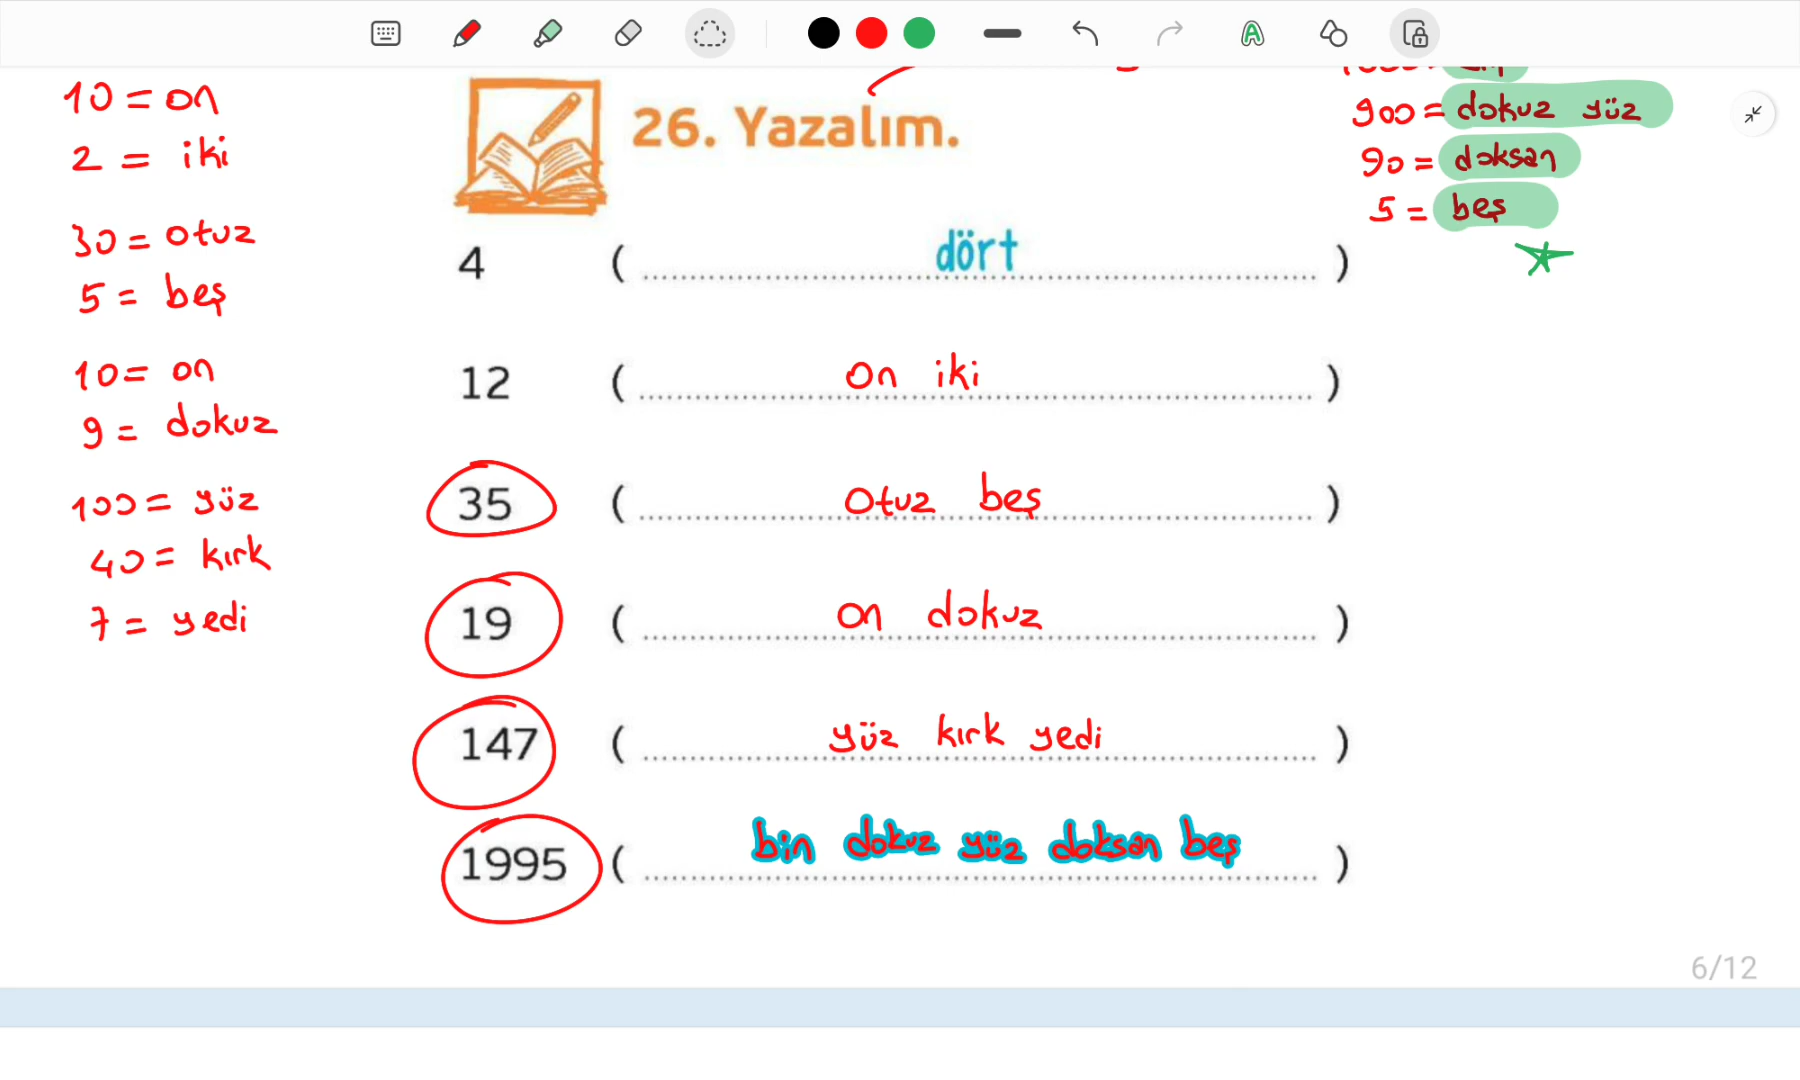 10 = on
2 = iki
30 = otuz
5 = beş
10 = on
9 = dokuz
100 = yüz
40 = kırk
7 = yedi
26. Yazalım.
4 ( dört )
12 ( on iki )
35 ( otuz beş )
19 ( on dokuz )
147 ( yüz kırk yedi )
1995 ( bin dokuz yüz doksan beş )
900 = dokuz yüz
90 = doksan
5 = beş
6/12